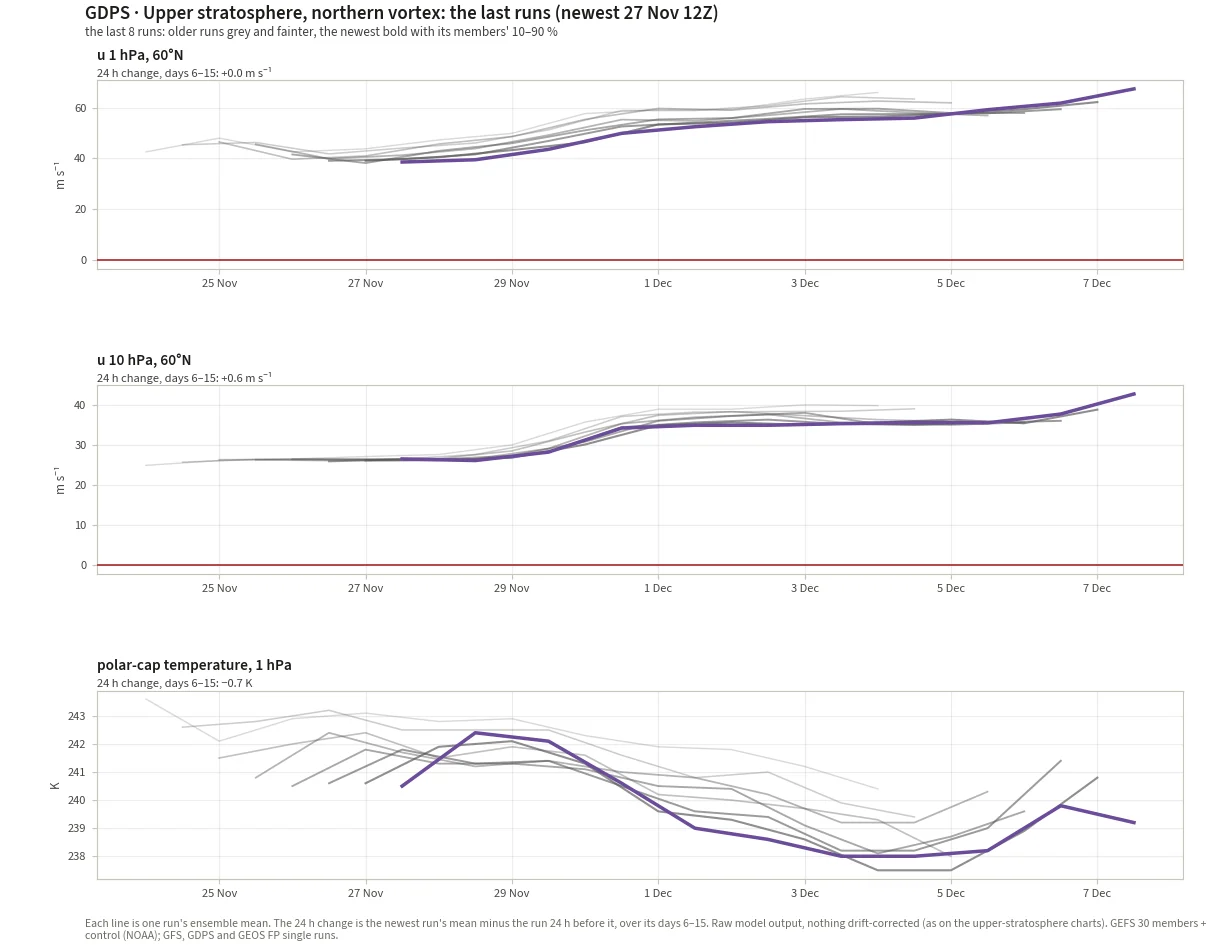 GDPS · Upper stratosphere, northern vortex: the last runs (newest 27 Nov 12Z)
the last 8 runs: older runs grey and fainter, the newest bold with its members' 10–90 %
u 1 hPa, 60°N
24 h change, days 6–15: +0.0 m s⁻¹
60
40
20
0
m s⁻¹
25 Nov 27 Nov 29 Nov 1 Dec 3 Dec 5 Dec 7 Dec
u 10 hPa, 60°N
24 h change, days 6–15: +0.6 m s⁻¹
40
30
20
10
0
m s⁻¹
25 Nov 27 Nov 29 Nov 1 Dec 3 Dec 5 Dec 7 Dec
polar-cap temperature, 1 hPa
24 h change, days 6–15: −0.7 K
243
242
241
240
239
238
K
25 Nov 27 Nov 29 Nov 1 Dec 3 Dec 5 Dec 7 Dec
Each line is one run's ensemble mean. The 24 h change is the newest run's mean minus the run 24 h before it, over its days 6–15. Raw model output, nothing drift-corrected (as on the upper-stratosphere charts). GEFS 30 members +
control (NOAA); GFS, GDPS and GEOS FP single runs.